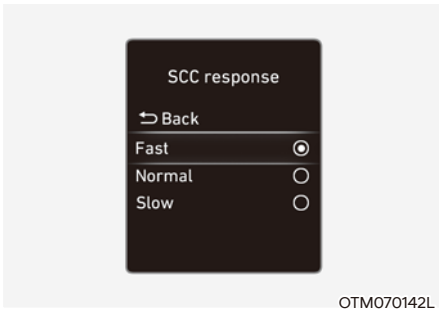 SCC response
Back
Fast
Normal
Slow
OTM070142L